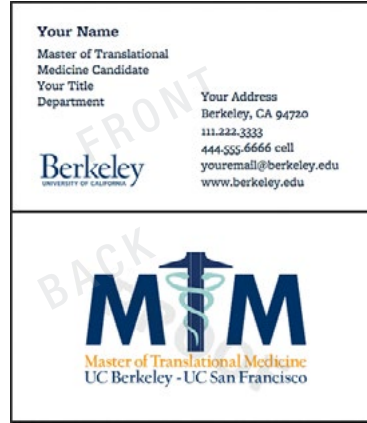 Your Name
Master of Translational
Medicine Candidate
Your Title
Department
Your Address
Berkeley, CA 94720
111.222.3333
444.555.6666 cell
youremail@berkeley.edu
www.berkeley.edu
Berkeley
UNIVERSITY OF CALIFORNIA
FRONT
BACK
MTM
Master of Translational Medicine
UC Berkeley - UC San Francisco